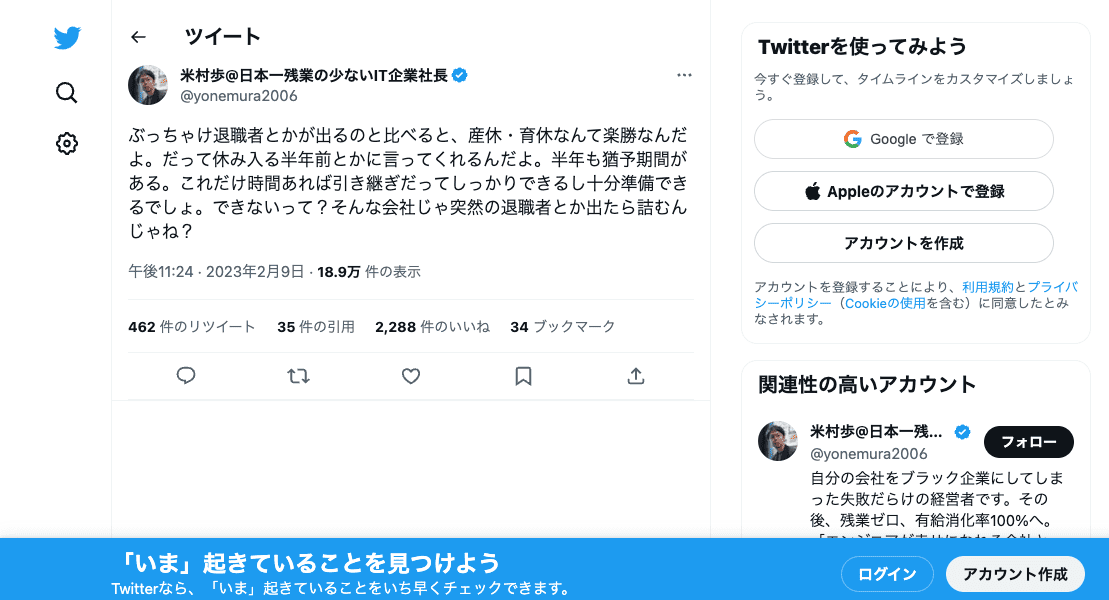 ツイート
米村歩@日本一残業の少ないIT企業社長
@yonemura2006
ぶっちゃけ退職者とかが出るのと比べると、産休・育休なんて楽勝なんだ
よ。だって休み入る半年前とかに言ってくれるんだよ。半年も猶予期間が
ある。これだけ時間あれば引き継ぎだってしっかりできるし十分準備でき
るでしょ。できないって？そんな会社じゃ突然の退職者とか出たら詰むん
じゃね？
午後11:24 · 2023年2月9日 · 18.9万 件の表示
462 件のリツイート 35 件の引用 2,288 件のいいね 34 ブックマーク
Twitterを使ってみよう
今すぐ登録して、タイムラインをカスタマイズしましょ
う。
Google で登録
Appleのアカウントで登録
アカウントを作成
アカウントを登録することにより、利用規約とプライバ
シーポリシー（Cookieの使用を含む）に同意したとみ
なされます。
関連性の高いアカウント
米村歩@日本一残...
@yonemura2006
フォロー
自分の会社をブラック企業にしてしま
った失敗だらけの経営者です。その
後、残業ゼロ、有給消化率100%へ。
「いま」起きていることを見つけよう
Twitterなら、「いま」起きていることをいち早くチェックできます。
ログイン
アカウント作成